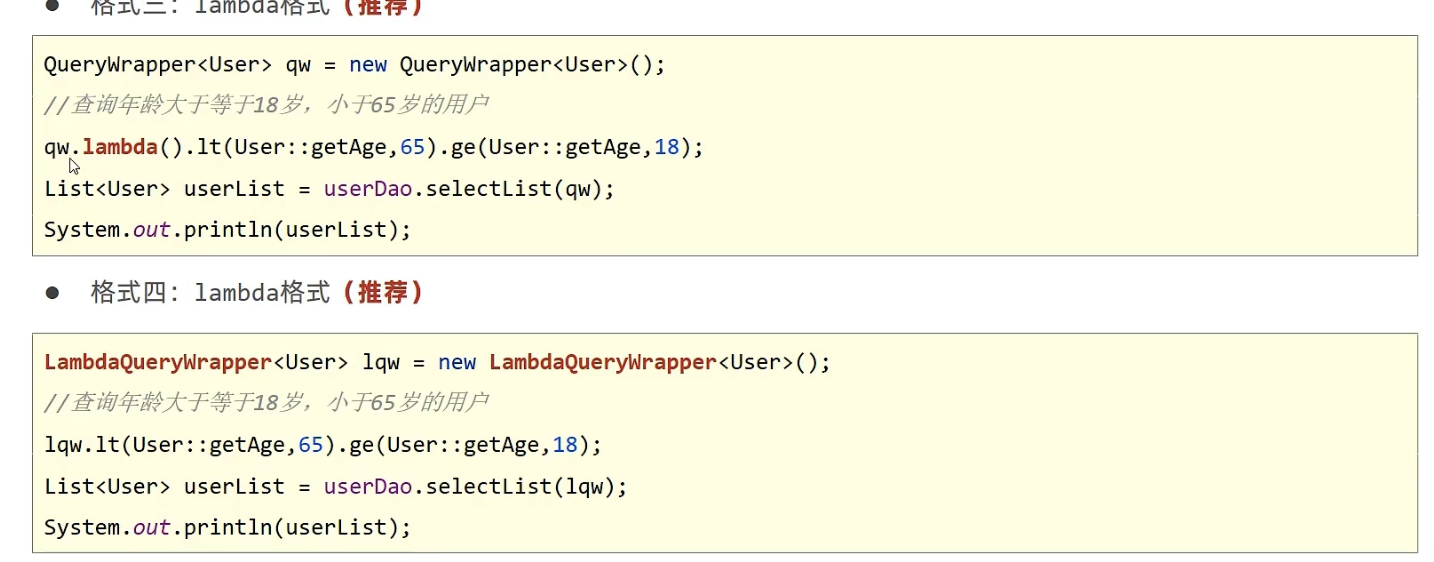 ● 格式三：lambda格式（推荐）
QueryWrapper<User> qw = new QueryWrapper<User>();
//查询年龄大于等于18岁，小于65岁的用户
qw.lambda().lt(User::getAge,65).ge(User::getAge,18);
List<User> userList = userDao.selectList(qw);
System.out.println(userList);
● 格式四：lambda格式（推荐）
LambdaQueryWrapper<User> lqw = new LambdaQueryWrapper<User>();
//查询年龄大于等于18岁，小于65岁的用户
lqw.lt(User::getAge,65).ge(User::getAge,18);
List<User> userList = userDao.selectList(lqw);
System.out.println(userList);